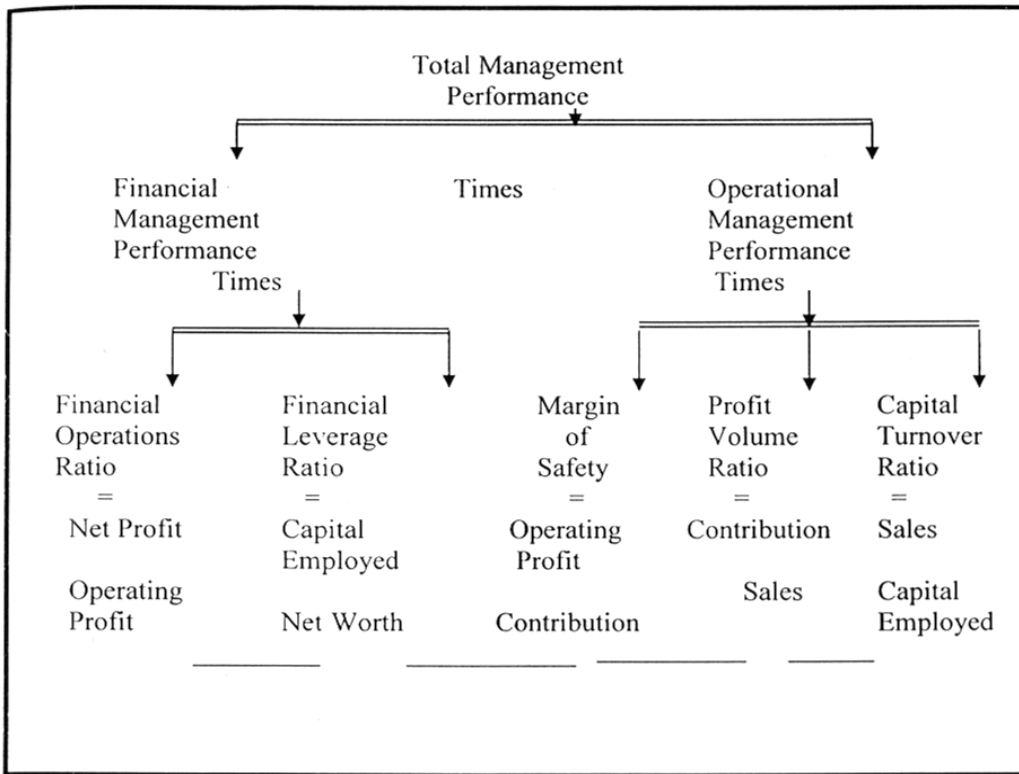 Total Management
Performance
Financial
Management
Performance
Times
Times
Operational
Management
Performance
Times
Financial
Operations
Ratio
=
Net Profit
Operating
Profit
Financial
Leverage
Ratio
=
Capital
Employed
Net Worth
Margin
of
Safety
=
Operating
Profit
Contribution
Profit
Volume
Ratio
=
Contribution
Sales
Capital
Turnover
Ratio
=
Sales
Capital
Employed